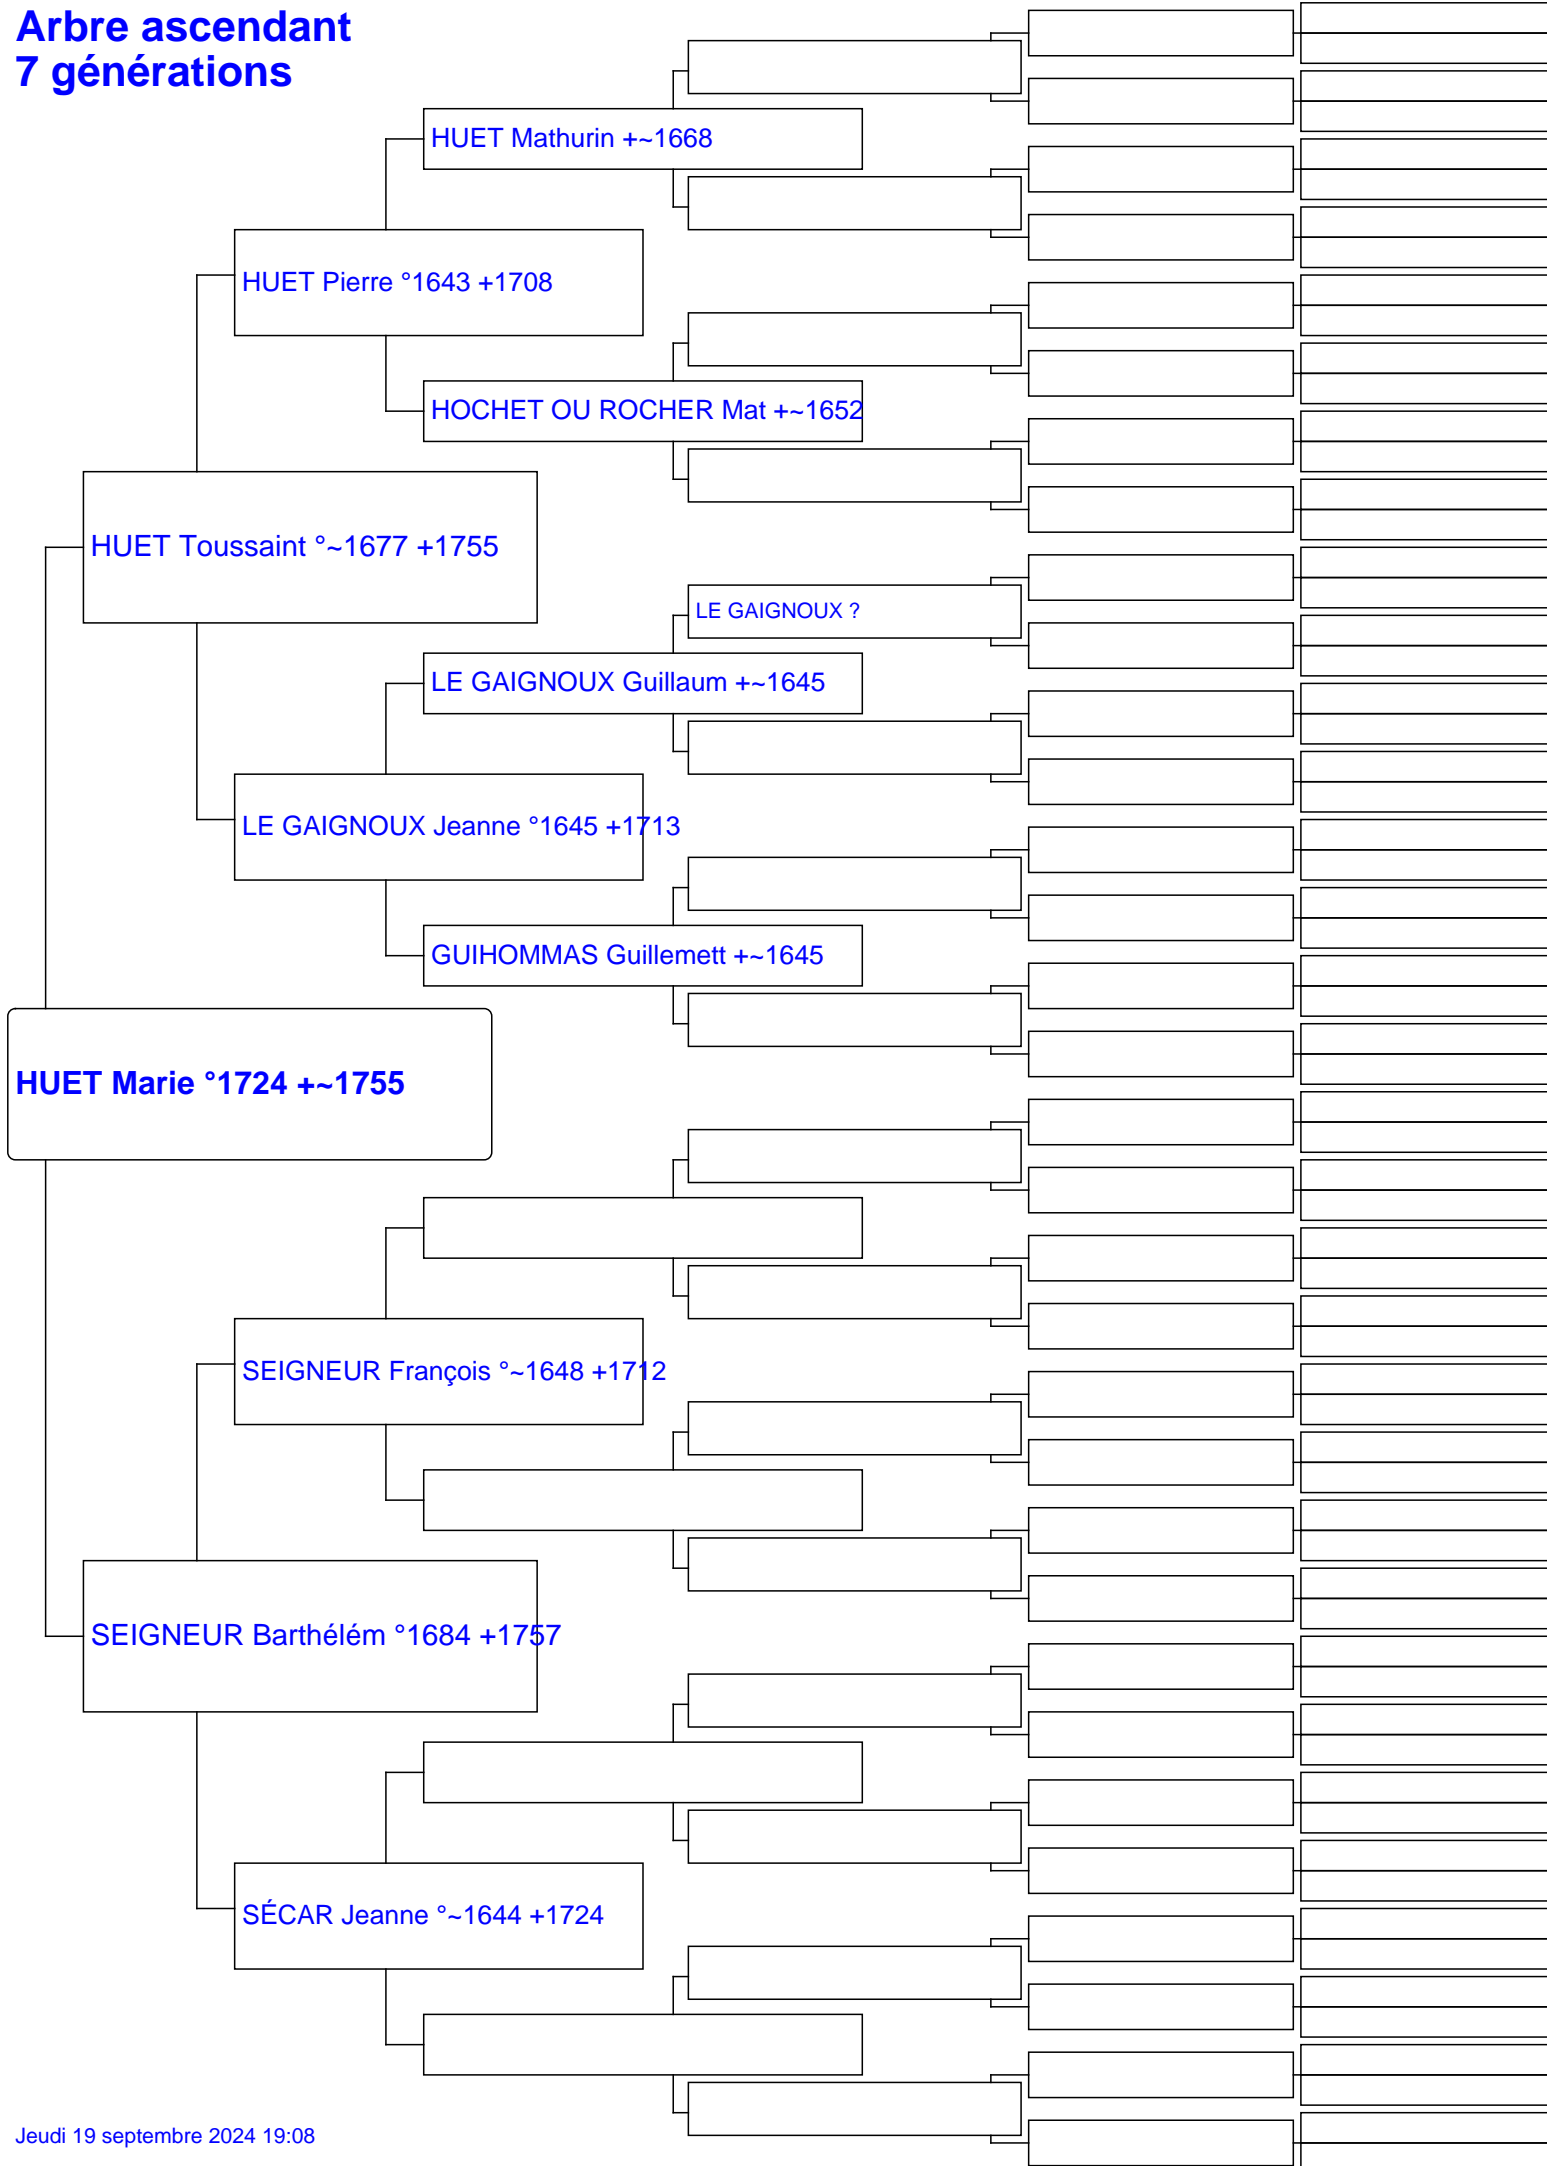 Arbre ascendant
7 générations
HUET Mathurin +~1668
HUET Pierre °1643 +1708
HOCHET OU ROCHER Mat +~1652
HUET Toussaint °~1677 +1755
LE GAIGNOUX ?
LE GAIGNOUX Guillaum +~1645
LE GAIGNOUX Jeanne °1645 +1713
GUIHOMMAS Guillemett +~1645
HUET Marie °1724 +~1755
SEIGNEUR François °~1648 +1712
SEIGNEUR Barthélém °1684 +1757
SÉCAR Jeanne °~1644 +1724
Jeudi 19 septembre 2024 19:08